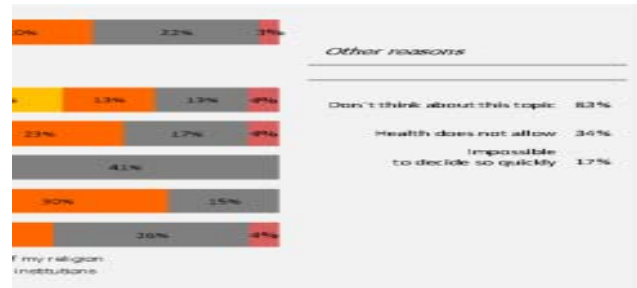 0% 22% 3%
Other reasons
% 13% 13% 4%
Don't think about this topic 83%
23% 17% 4%
Health does not allow 34%
41%
Impossible
to decide so quickly 17%
30% 15%
26% 4%
f my religion
institutions